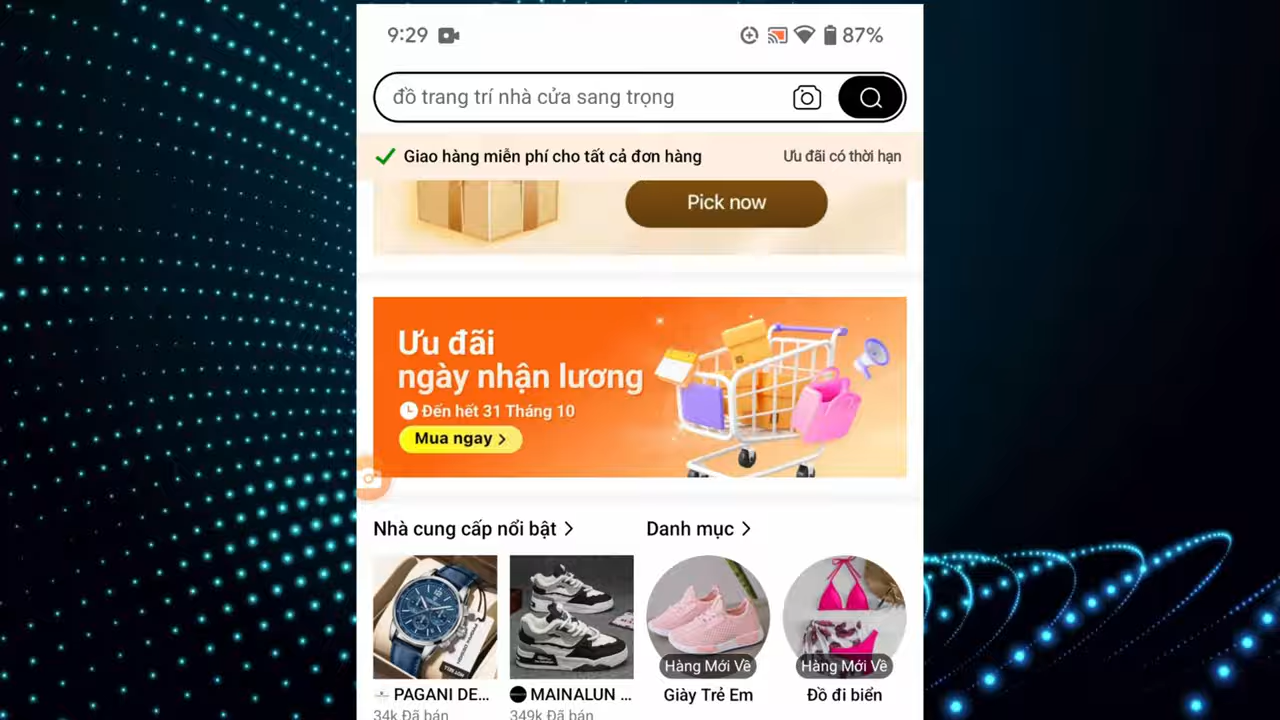 9:29
87%
đồ trang trí nhà cửa sang trọng
Giao hàng miễn phí cho tất cả đơn hàng
Ưu đãi có thời hạn
Pick now
Ưu đãi
ngày nhận lương
Đến hết 31 Tháng 10
Mua ngay >
Nhà cung cấp nổi bật >
Danh mục >
Hàng Mới Về
Hàng Mới Về
PAGANI DE...
MAINALUN ...
Giày Trẻ Em
Đồ đi biển
34k Đã bán
349k Đã bán